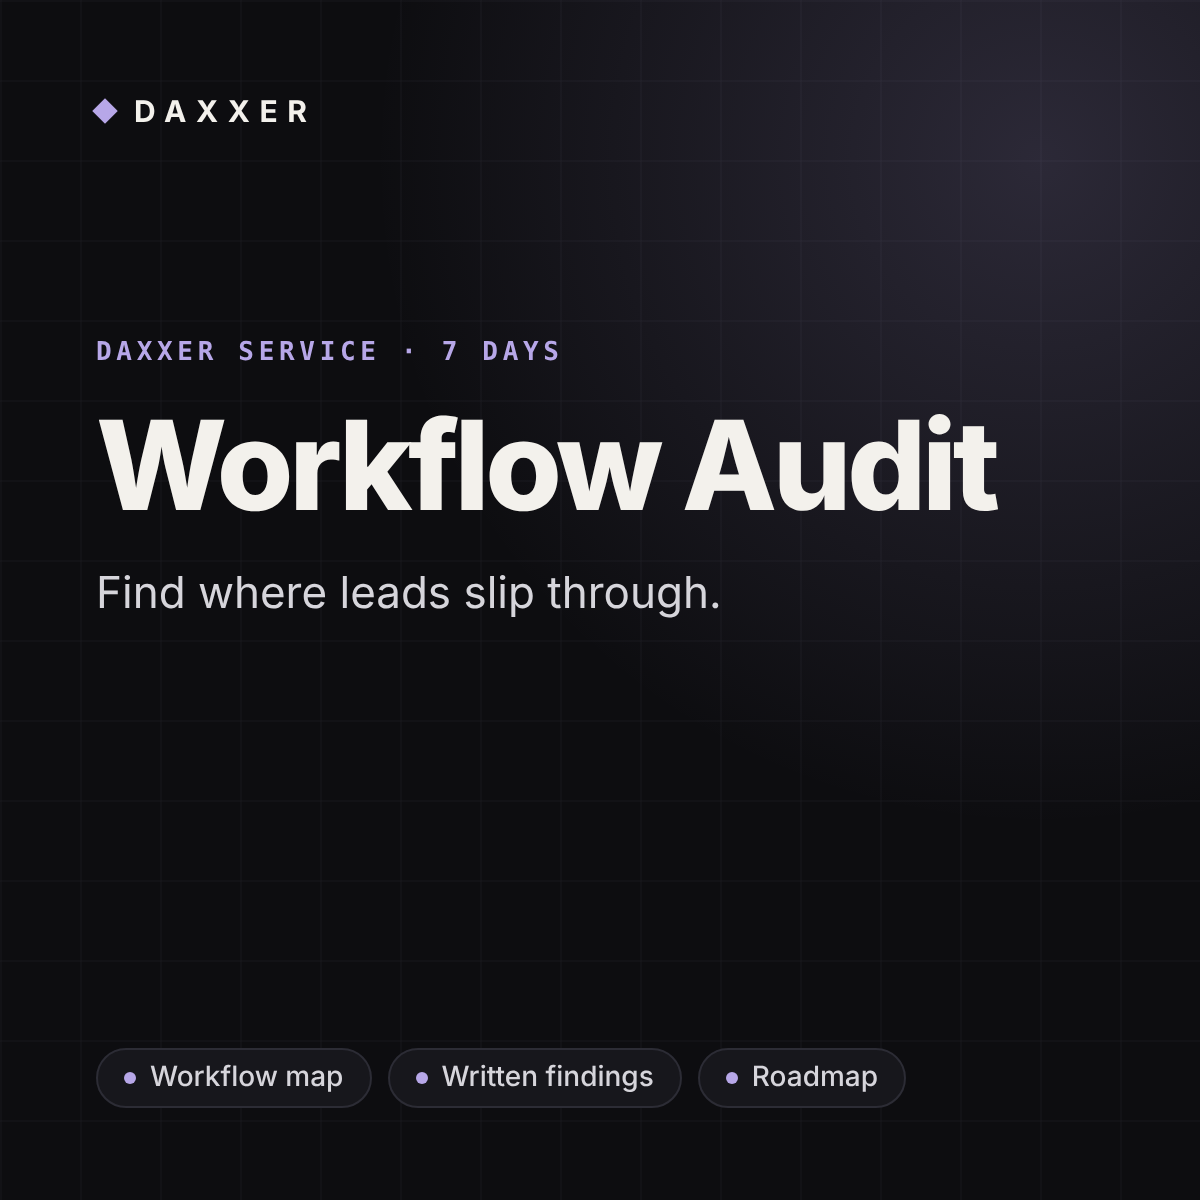 DAXXER
DAXXER SERVICE · 7 DAYS
Workflow Audit
Find where leads slip through.
Workflow map
Written findings
Roadmap